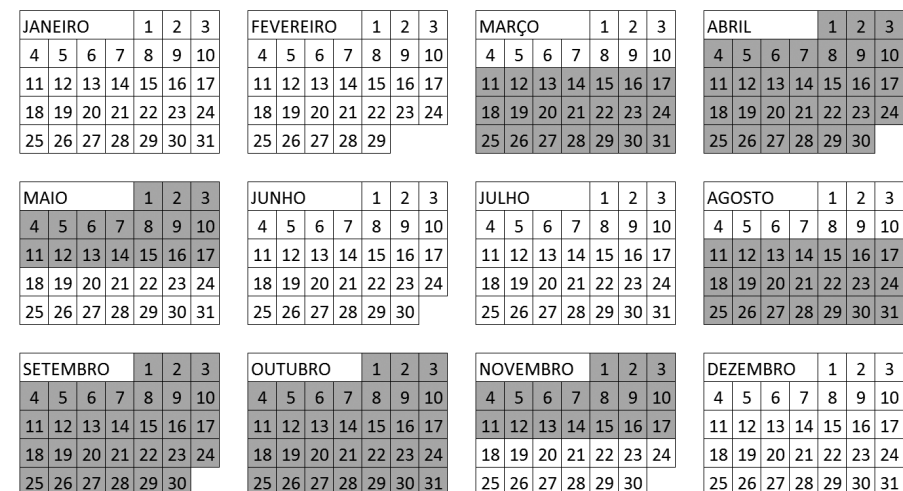 JANEIRO 1 2 3
4 5 6 7 8 9 10
11 12 13 14 15 16 17
18 19 20 21 22 23 24
25 26 27 28 29 30 31
FEVEREIRO 1 2 3
4 5 6 7 8 9 10
11 12 13 14 15 16 17
18 19 20 21 22 23 24
25 26 27 28 29
MARÇO 1 2 3
4 5 6 7 8 9 10
11 12 13 14 15 16 17
18 19 20 21 22 23 24
25 26 27 28 29 30 31
ABRIL 1 2 3
4 5 6 7 8 9 10
11 12 13 14 15 16 17
18 19 20 21 22 23 24
25 26 27 28 29 30
MAIO 1 2 3
4 5 6 7 8 9 10
11 12 13 14 15 16 17
18 19 20 21 22 23 24
25 26 27 28 29 30 31
JUNHO 1 2 3
4 5 6 7 8 9 10
11 12 13 14 15 16 17
18 19 20 21 22 23 24
25 26 27 28 29 30
JULHO 1 2 3
4 5 6 7 8 9 10
11 12 13 14 15 16 17
18 19 20 21 22 23 24
25 26 27 28 29 30 31
AGOSTO 1 2 3
4 5 6 7 8 9 10
11 12 13 14 15 16 17
18 19 20 21 22 23 24
25 26 27 28 29 30 31
SETEMBRO 1 2 3
4 5 6 7 8 9 10
11 12 13 14 15 16 17
18 19 20 21 22 23 24
25 26 27 28 29 30
OUTUBRO 1 2 3
4 5 6 7 8 9 10
11 12 13 14 15 16 17
18 19 20 21 22 23 24
25 26 27 28 29 30 31
NOVEMBRO 1 2 3
4 5 6 7 8 9 10
11 12 13 14 15 16 17
18 19 20 21 22 23 24
25 26 27 28 29 30
DEZEMBRO 1 2 3
4 5 6 7 8 9 10
11 12 13 14 15 16 17
18 19 20 21 22 23 24
25 26 27 28 29 30 31